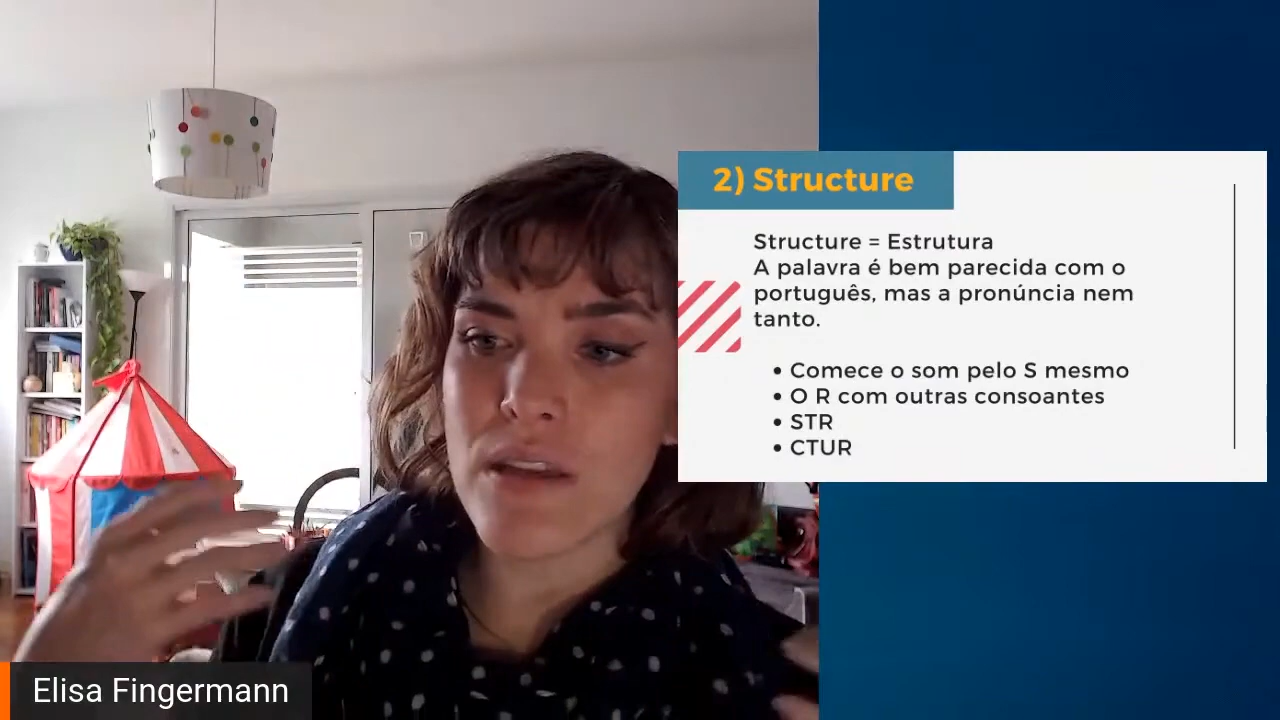 2) Structure
Structure = Estrutura
A palavra é bem parecida com o
português, mas a pronúncia nem
tanto.
• Comece o som pelo S mesmo
• O R com outras consoantes
• STR
• CTUR
Elisa Fingermann